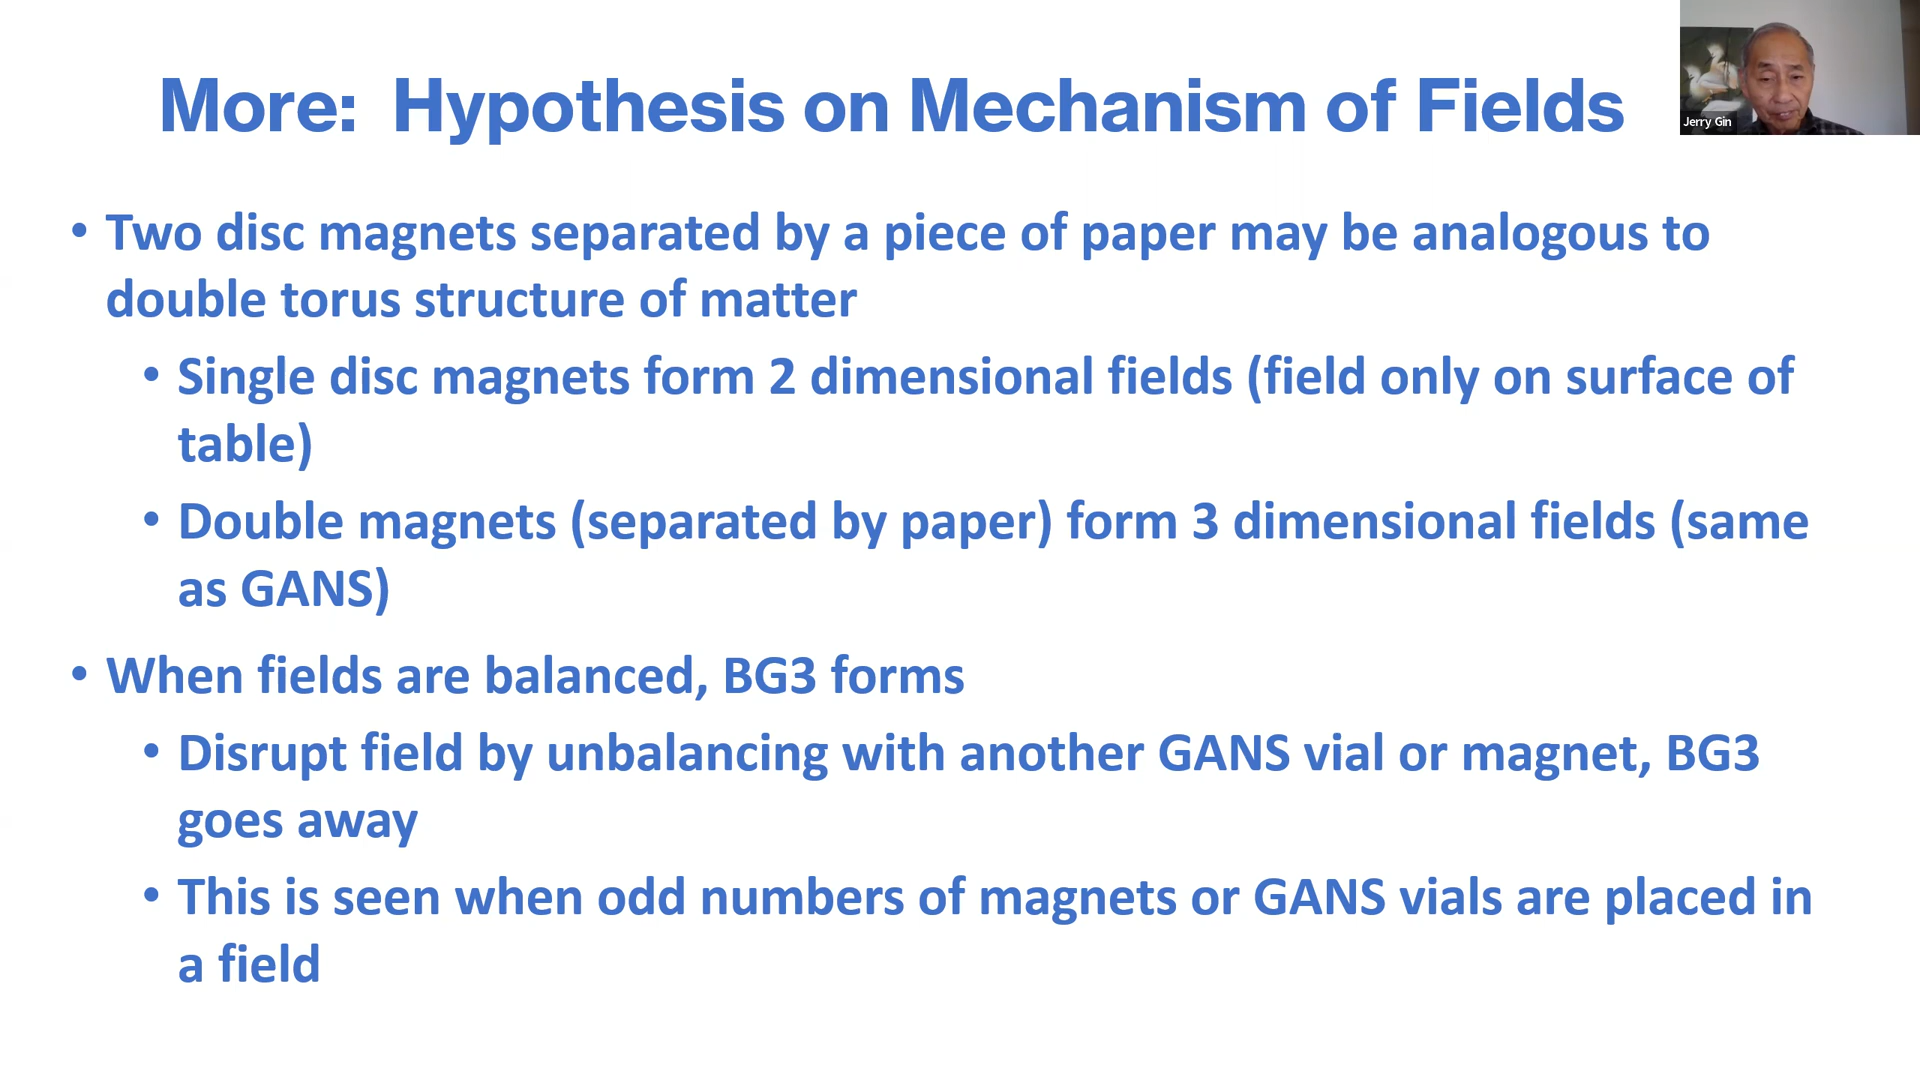 More:  Hypothesis on Mechanism of Fields
Jerry Gin
• Two disc magnets separated by a piece of paper may be analogous to
double torus structure of matter
• Single disc magnets form 2 dimensional fields (field only on surface of
table)
• Double magnets (separated by paper) form 3 dimensional fields (same
as GANS)
• When fields are balanced, BG3 forms
• Disrupt field by unbalancing with another GANS vial or magnet, BG3
goes away
• This is seen when odd numbers of magnets or GANS vials are placed in
a field